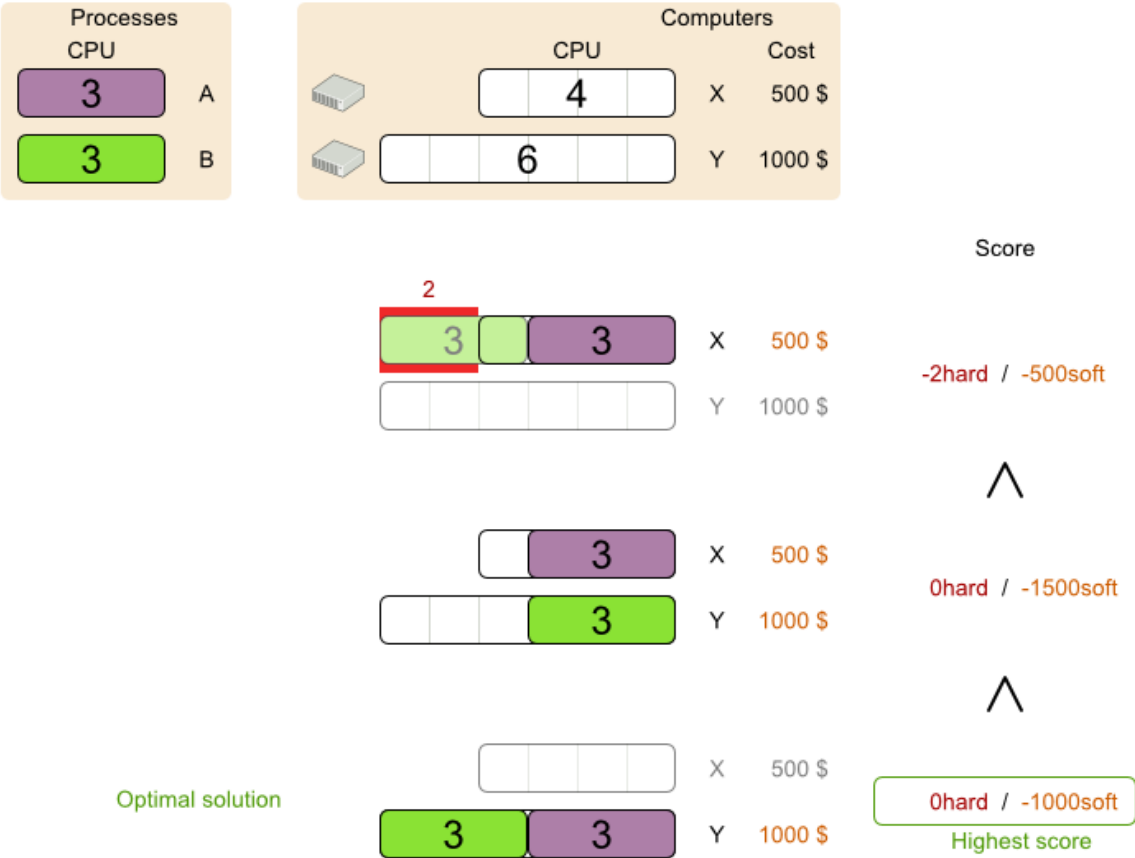 Processes
CPU
3 A
3 B
Computers
CPU Cost
4 X 500 $
6 Y 1000 $
Score
2
3 3 X 500 $
-2hard / -500soft
Y 1000 $
3 X 500 $
0hard / -1500soft
3 Y 1000 $
X 500 $
Optimal solution
0hard / -1000soft
3 3 Y 1000 $
Highest score